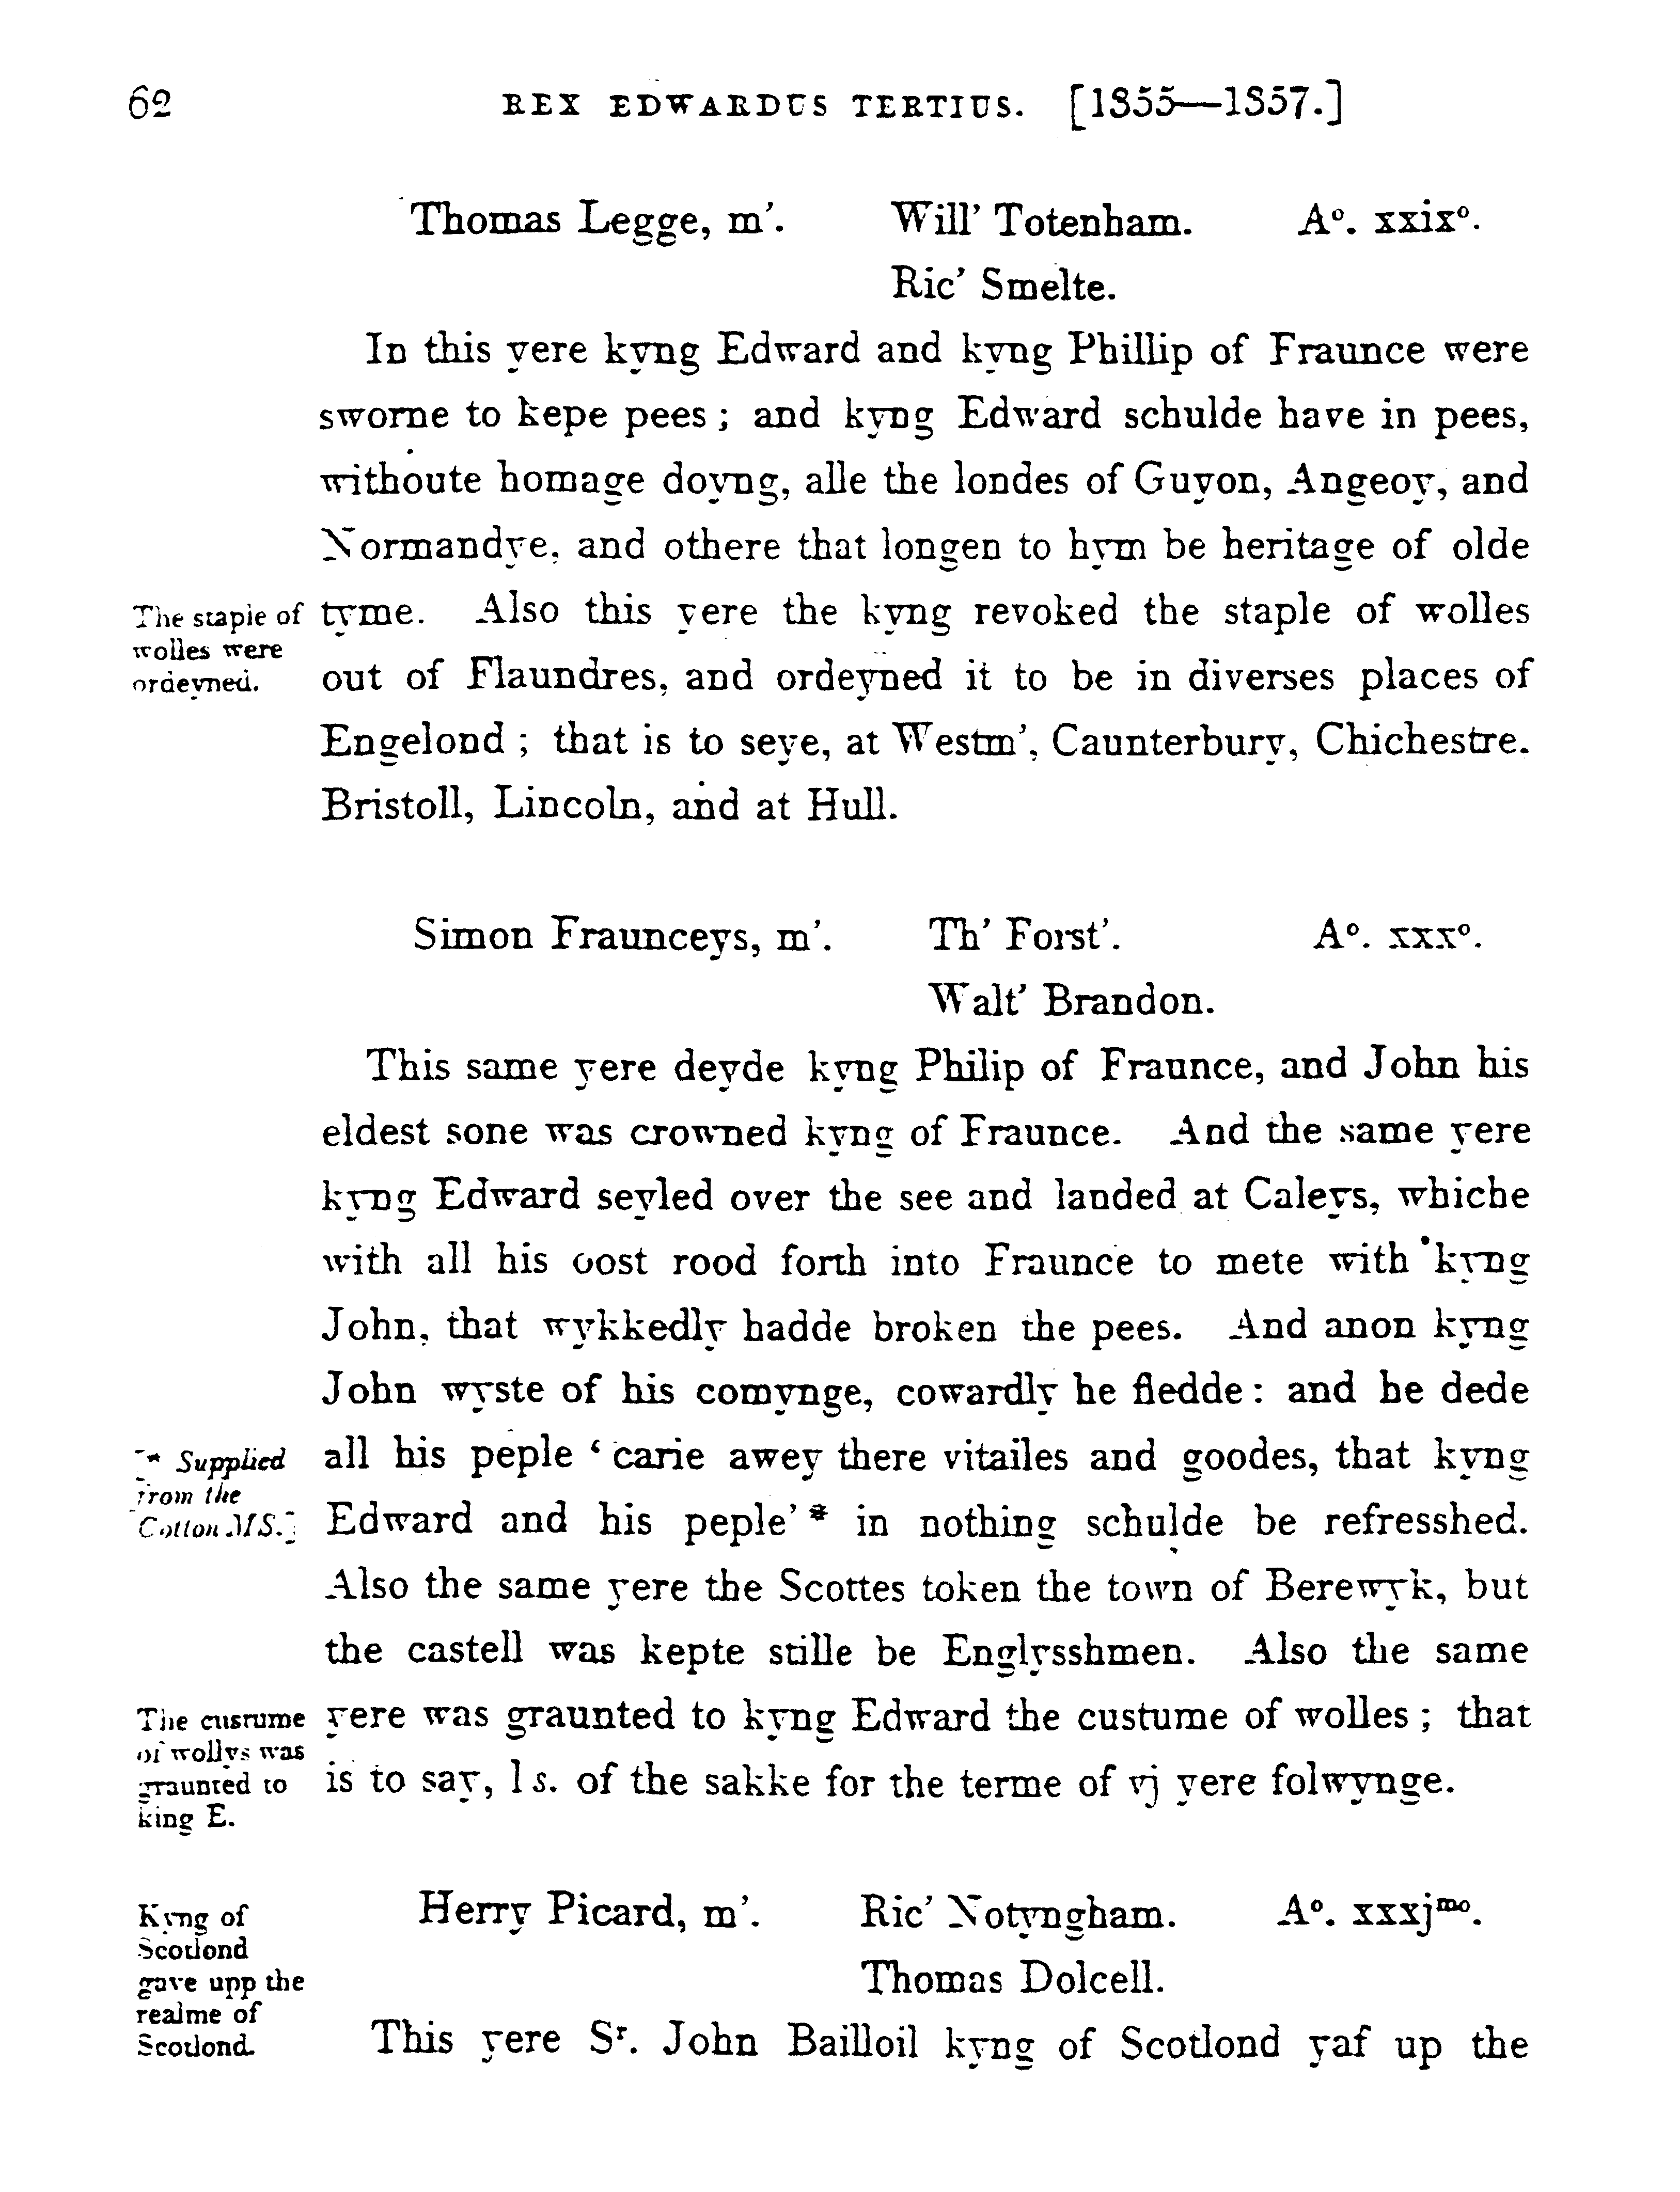 62 REX EDWARDUS TERTIUS. [1355—1357.]
Thomas Legge, m'. Will' Totenham. Aº. xxixº.
Ric' Smelte.
In this yere kyng Edward and kyng Phillip of Fraunce were
sworne to kepe pees ; and kyng Edward schulde have in pees,
withoute homage doyng, alle the londes of Guyon, Angeoy, and
Normandye, and othere that longen to hym be heritage of olde
The staple of
wolles were
ordeyned.
tyme. Also this yere the kyng revoked the staple of wolles
out of Flaundres, and ordeyned it to be in diverses places of
Engelond ; that is to seye, at Westm', Caunterbury, Chichestre.
Bristoll, Lincoln, and at Hull.
Simon Fraunceys, m'. Th' Forst'. Aº. xxxº.
Walt' Brandon.
This same yere deyde kyng Philip of Fraunce, and John his
eldest sone was crowned kyng of Fraunce. And the same yere
kyng Edward seyled over the see and landed at Caleys, whiche
with all his oost rood forth into Fraunce to mete with kyng
John, that wykkedly hadde broken the pees. And anon kyng
John wyste of his comynge, cowardly he fledde : and he dede
[* Supplied
from the
Cotton MS.]
all his peple ‘ carie awey there vitailes and goodes, that kyng
Edward and his peple’ * in nothing schulde be refresshed.
Also the same yere the Scottes token the town of Berewyk, but
the castell was kepte stille be Englysshmen. Also the same
The custume
of wollys was
graunted to
king E.
yere was graunted to kyng Edward the custume of wolles ; that
is to say, l s. of the sakke for the terme of vj yere folwynge.
Kyng of
Scotlond
gave upp the
realme of
Scotlond.
Herry Picard, m'. Ric' Notyngham. Aº. xxxjᵐº.
Thomas Dolcell.
This yere Sʳ. John Bailloil kyng of Scotlond yaf up the